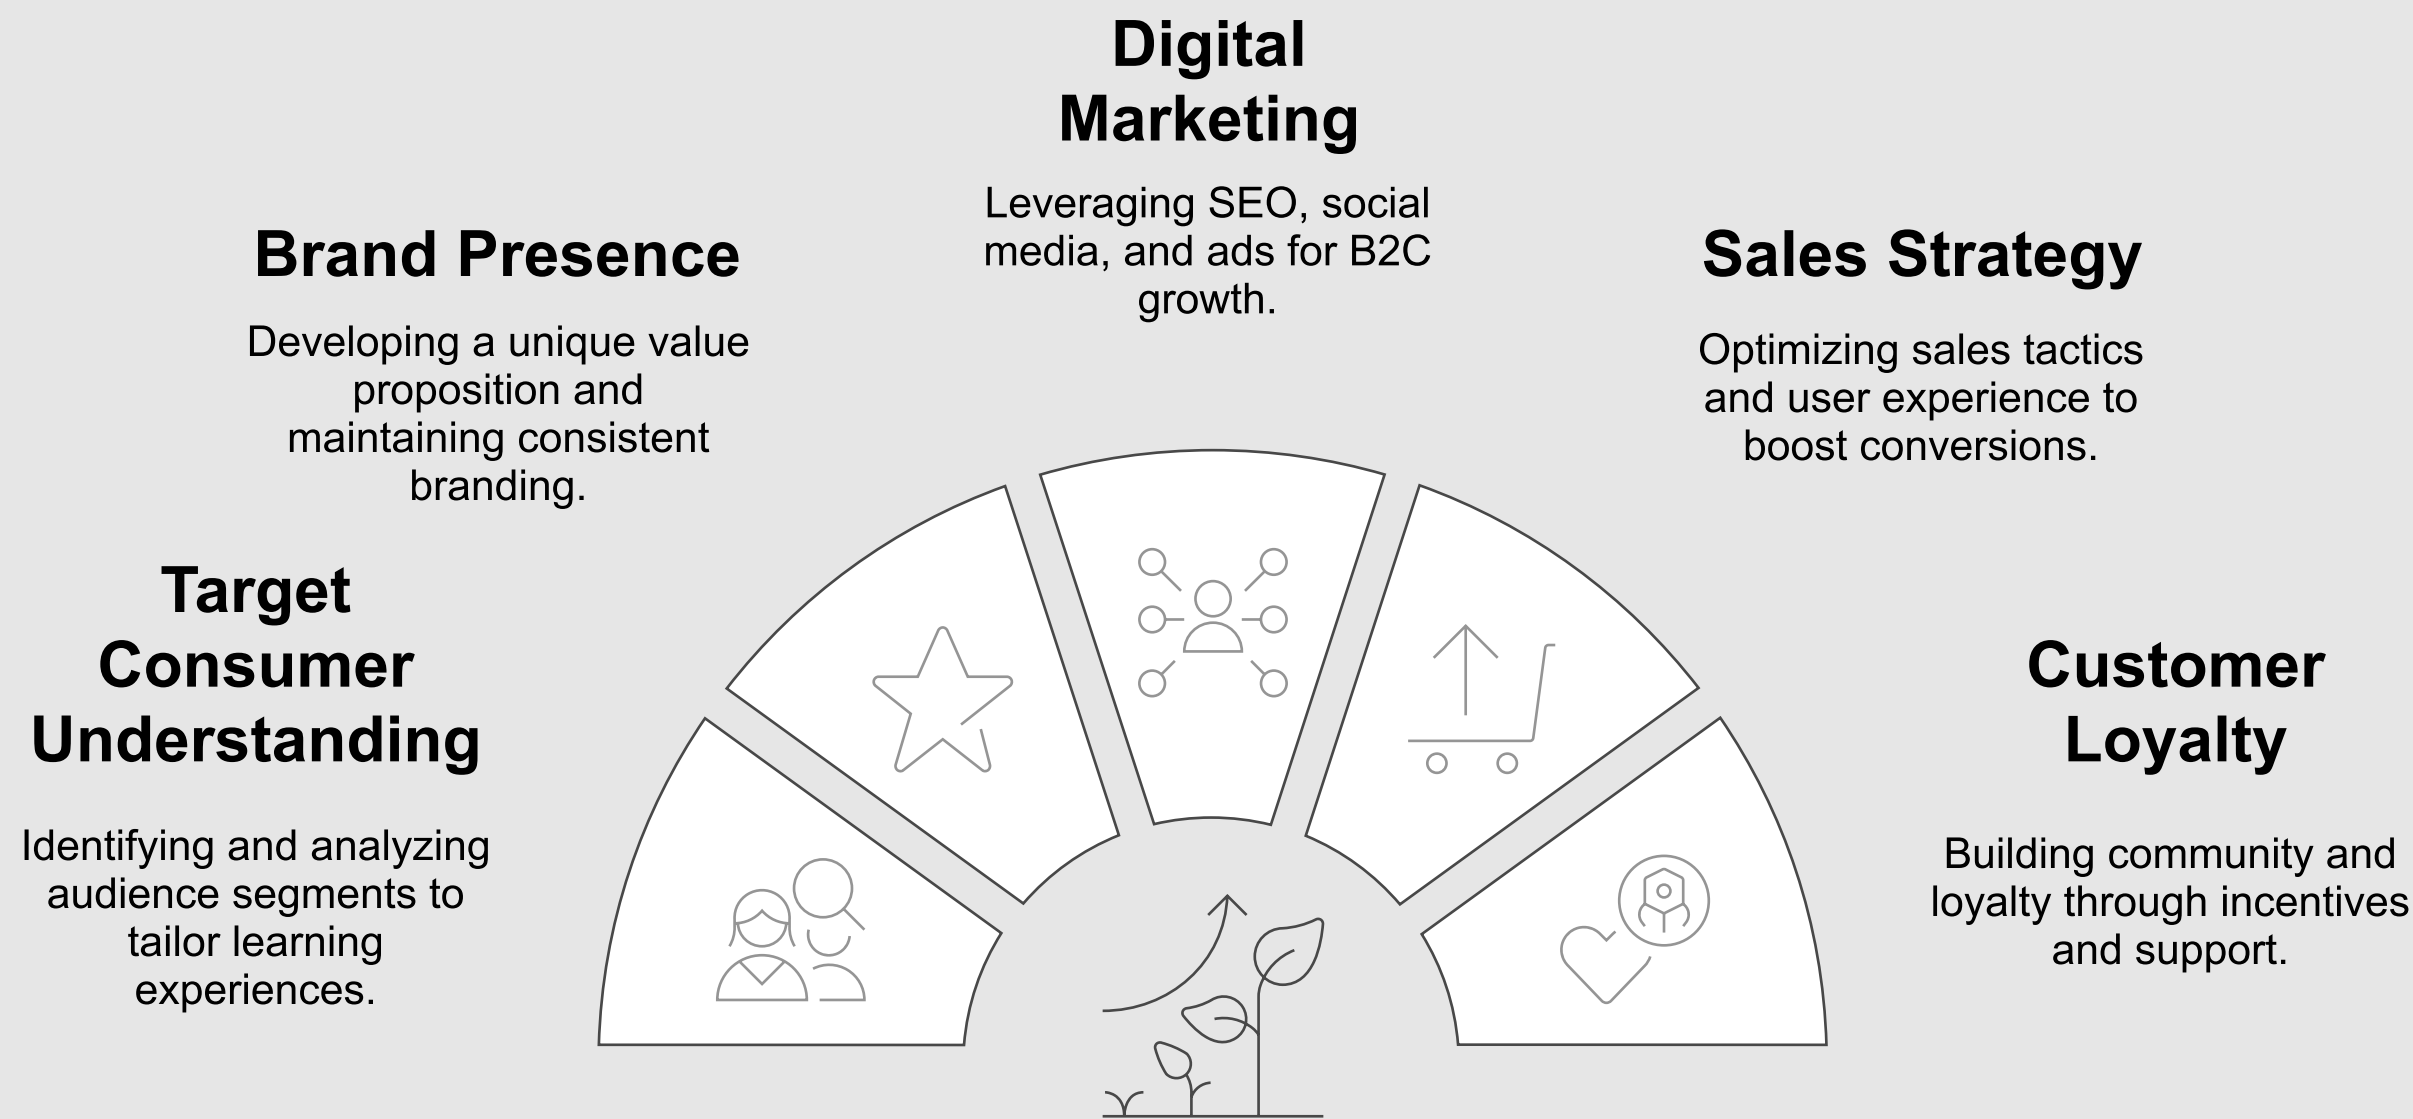 Digital
Marketing
Leveraging SEO, social
media, and ads for B2C
growth.
Brand Presence
Developing a unique value
proposition and
maintaining consistent
branding.
Sales Strategy
Optimizing sales tactics
and user experience to
boost conversions.
Target
Consumer
Understanding
Identifying and analyzing
audience segments to
tailor learning
experiences.
Customer
Loyalty
Building community and
loyalty through incentives
and support.